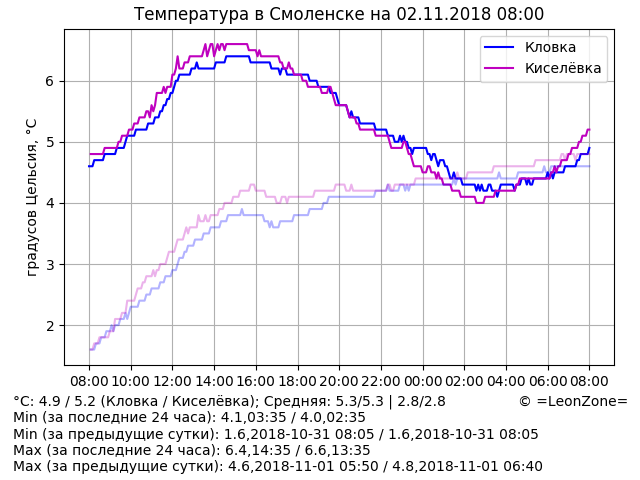 Температура в Смоленске на 02.11.2018 08:00
Кловка
Киселёвка
градусов Цельсия, °C
6
5
4
3
2
08:00 10:00 12:00 14:00 16:00 18:00 20:00 22:00 00:00 02:00 04:00 06:00 08:00
°C: 4.9 / 5.2 (Кловка / Киселёвка); Средняя: 5.3/5.3 | 2.8/2.8 © =LeonZone=
Min (за последние 24 часа): 4.1,03:35 / 4.0,02:35
Min (за предыдущие сутки): 1.6,2018-10-31 08:05 / 1.6,2018-10-31 08:05
Max (за последние 24 часа): 6.4,14:35 / 6.6,13:35
Max (за предыдущие сутки): 4.6,2018-11-01 05:50 / 4.8,2018-11-01 06:40